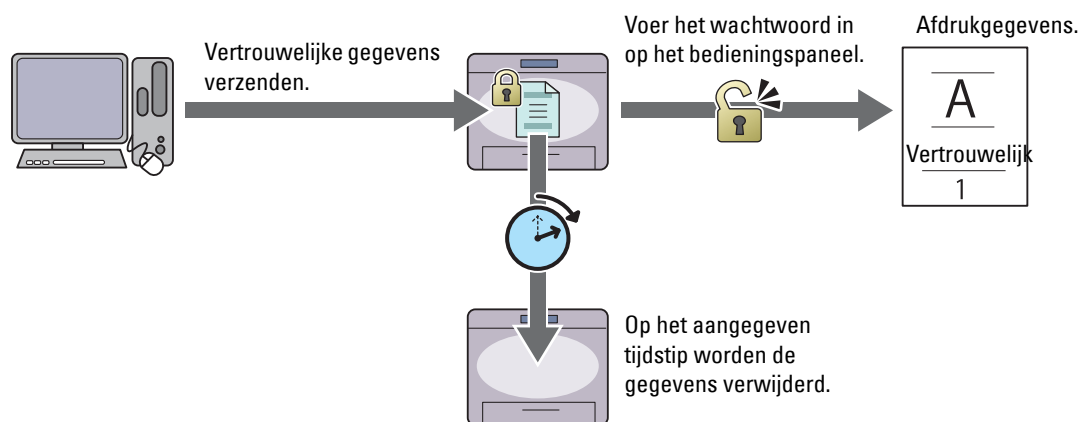 Vertrouwelijke gegevens
verzenden.
Voer het wachtwoord in
op het bedieningspaneel.
Afdrukgegevens.
A
Vertrouwelijk
1
Op het aangegeven
tijdstip worden de
gegevens verwijderd.